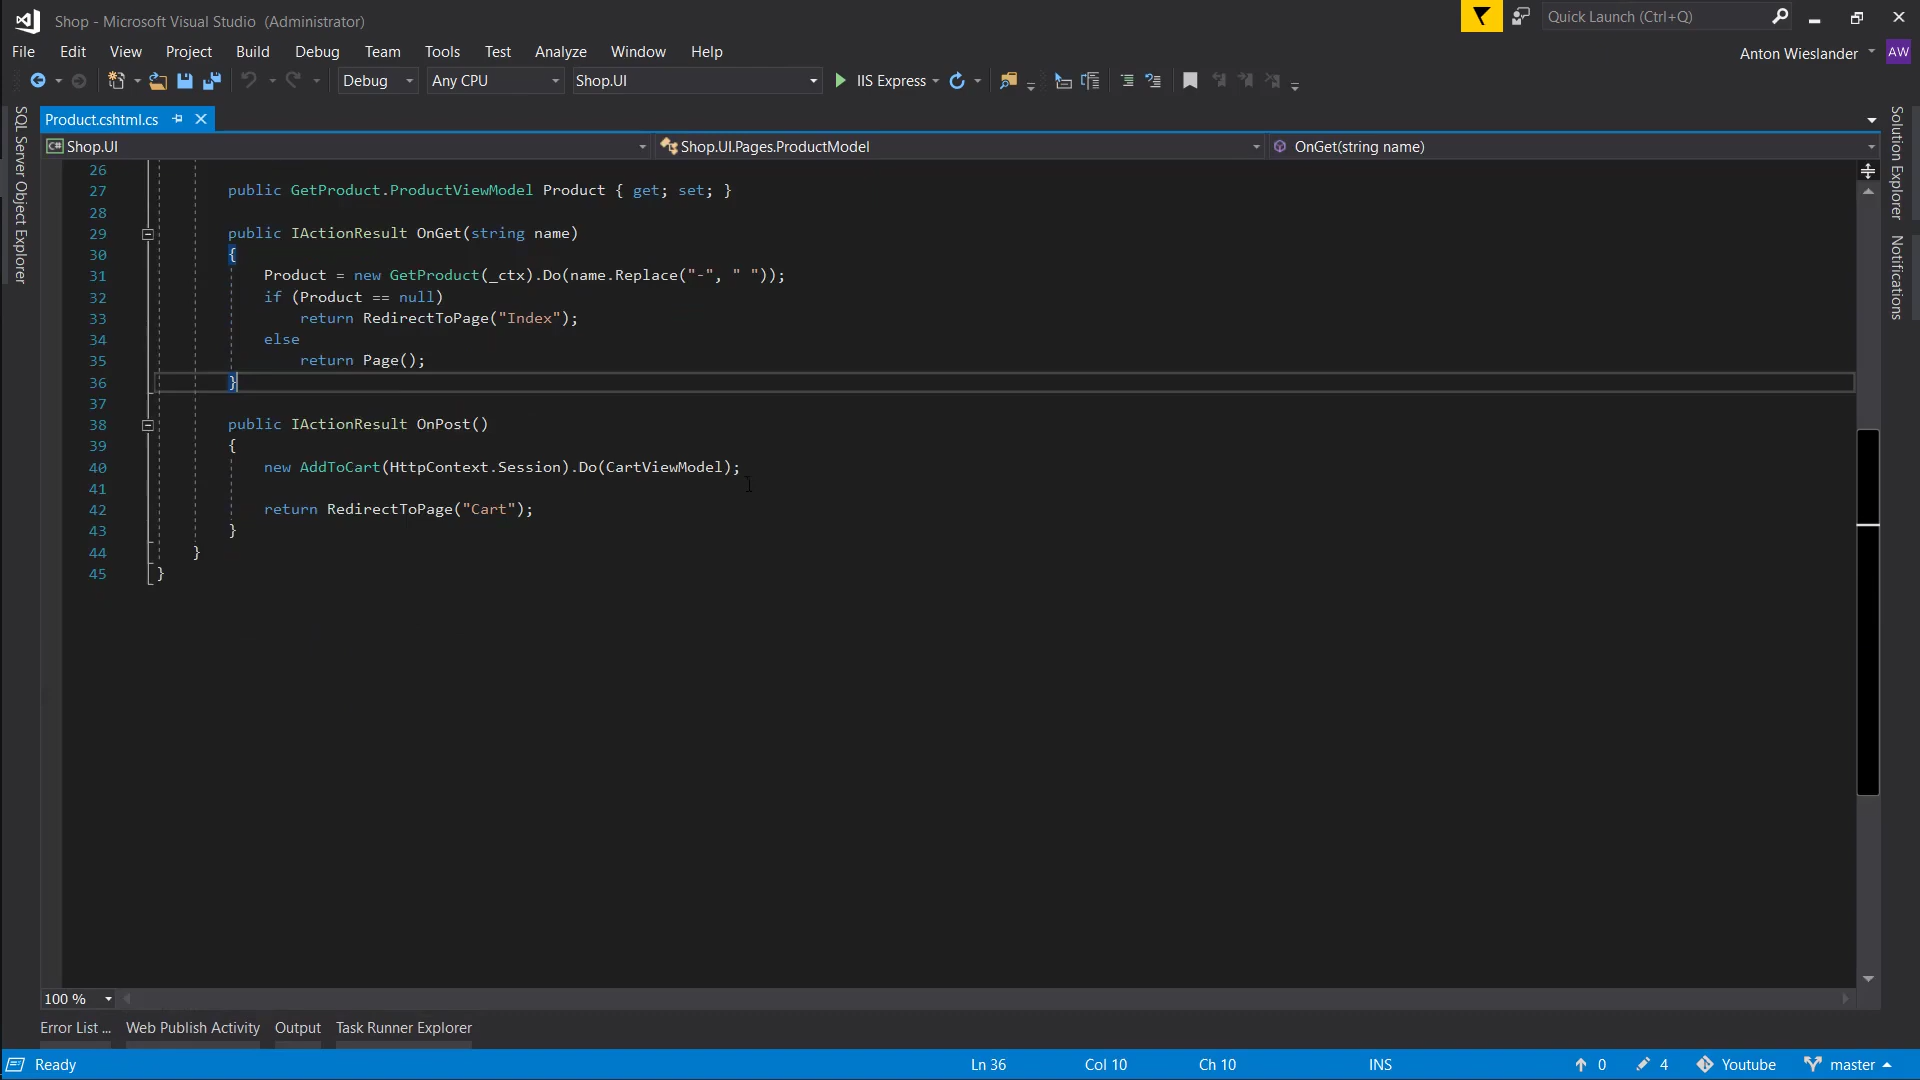 Shop - Microsoft Visual Studio (Administrator)
Quick Launch (Ctrl+Q)
File Edit View Project Build Debug Team Tools Test Analyze Window Help
Anton Wieslander AW
Debug Any CPU Shop.UI IIS Express
SQL Server Object Explorer
Product.cshtml.cs
Solution Explorer
Notifications
C# Shop.UI Shop.UI.Pages.ProductModel OnGet(string name)
26
27 public GetProduct.ProductViewModel Product { get; set; }
28
29 public IActionResult OnGet(string name)
30 {
31 Product = new GetProduct(_ctx).Do(name.Replace("-", " "));
32 if (Product == null)
33 return RedirectToPage("Index");
34 else
35 return Page();
36 }
37
38 public IActionResult OnPost()
39 {
40 new AddToCart(HttpContext.Session).Do(CartViewModel);
41
42 return RedirectToPage("Cart");
43 }
44 }
45 }
100 %
Error List ... Web Publish Activity Output Task Runner Explorer
Ready Ln 36 Col 10 Ch 10 INS 0 4 Youtube master